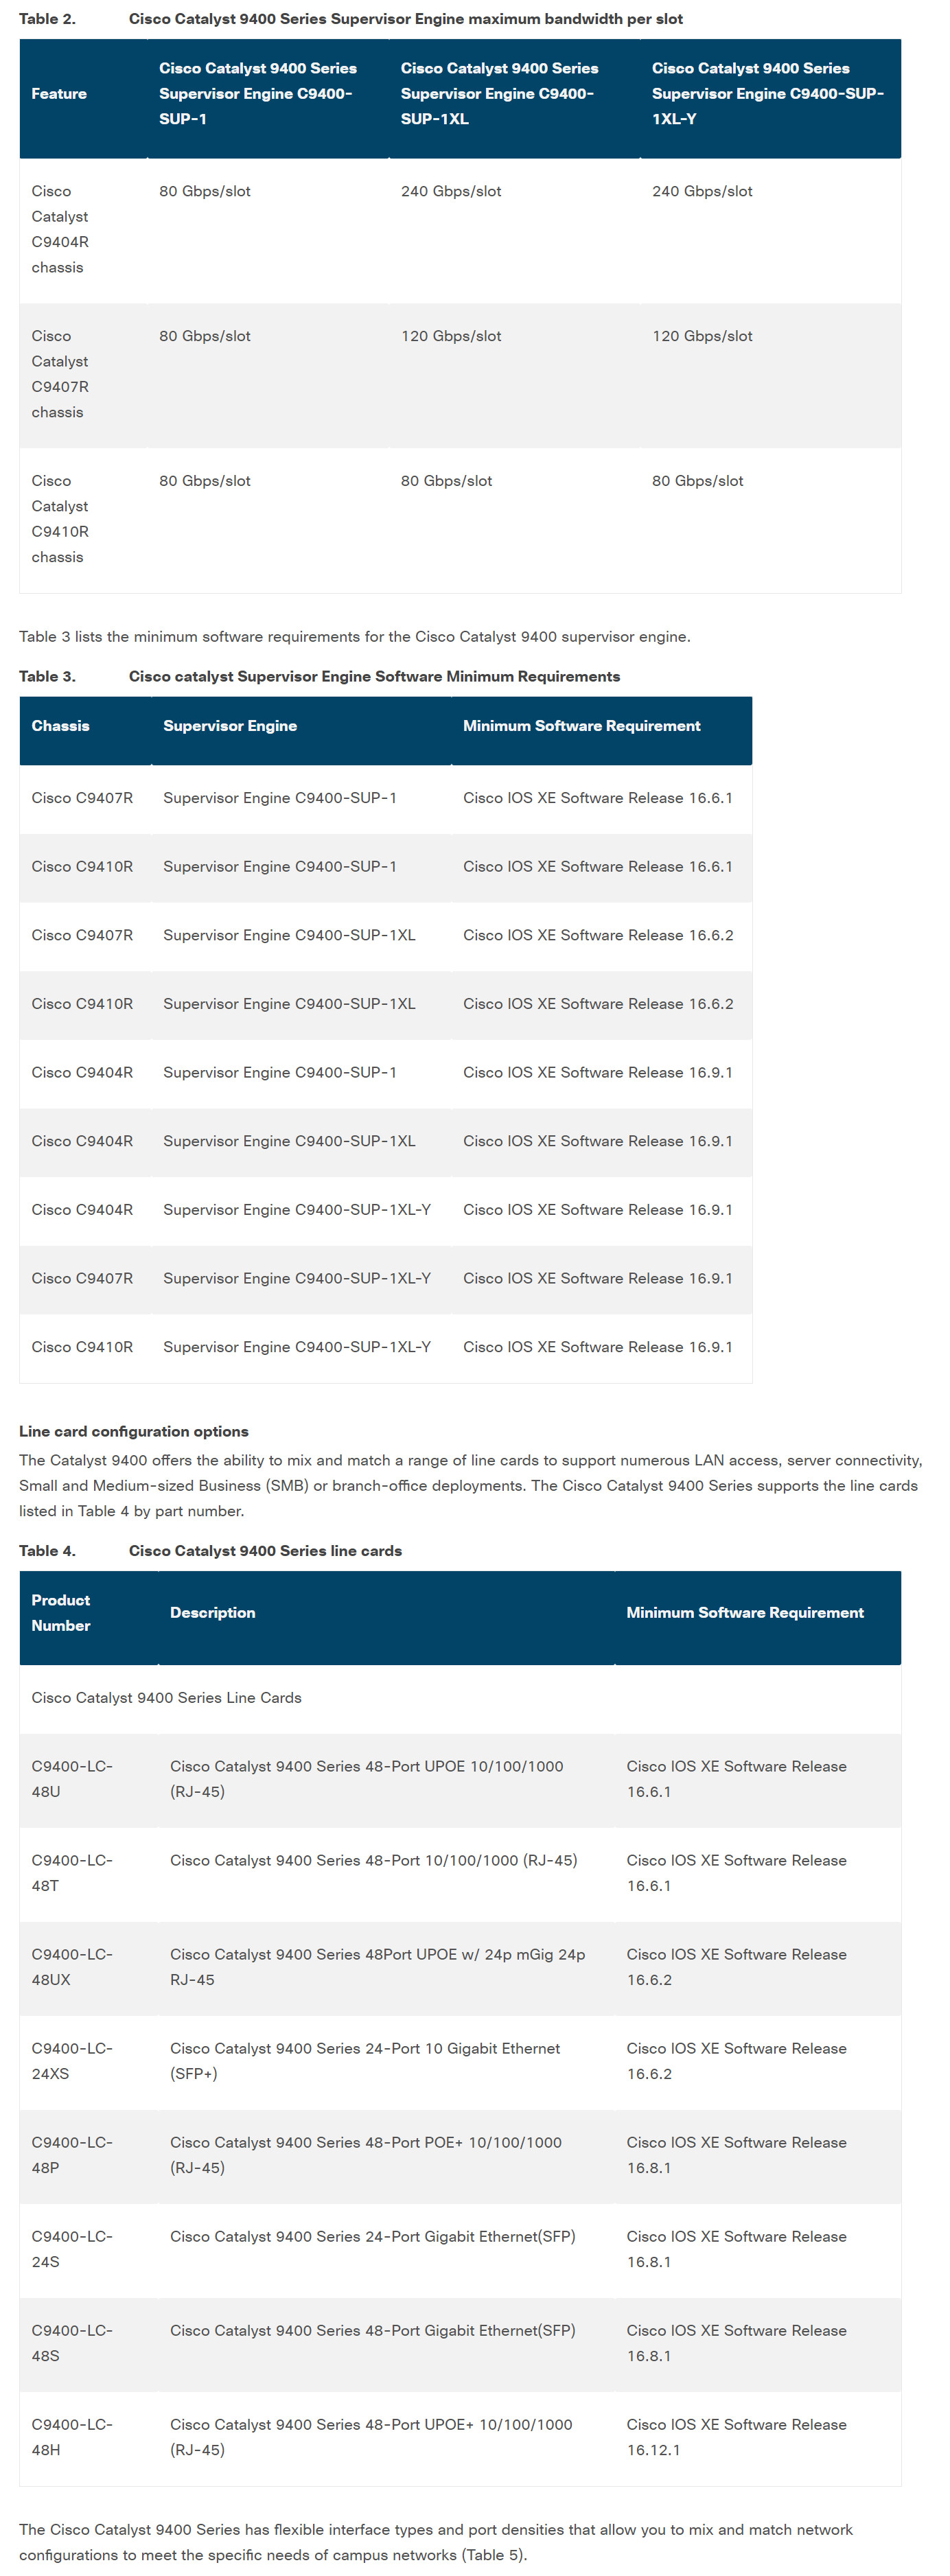 Table 2. Cisco Catalyst 9400 Series Supervisor Engine maximum bandwidth per slot
Feature
Cisco Catalyst 9400 Series
Supervisor Engine C9400-
SUP-1
Cisco Catalyst 9400 Series
Supervisor Engine C9400-
SUP-1XL
Cisco Catalyst 9400 Series
Supervisor Engine C9400-SUP-
1XL-Y
Cisco
Catalyst
C9404R
chassis
80 Gbps/slot
240 Gbps/slot
240 Gbps/slot
Cisco
Catalyst
C9407R
chassis
80 Gbps/slot
120 Gbps/slot
120 Gbps/slot
Cisco
Catalyst
C9410R
chassis
80 Gbps/slot
80 Gbps/slot
80 Gbps/slot
Table 3 lists the minimum software requirements for the Cisco Catalyst 9400 supervisor engine.
Table 3. Cisco catalyst Supervisor Engine Software Minimum Requirements
Chassis Supervisor Engine Minimum Software Requirement
Cisco C9407R Supervisor Engine C9400-SUP-1 Cisco IOS XE Software Release 16.6.1
Cisco C9410R Supervisor Engine C9400-SUP-1 Cisco IOS XE Software Release 16.6.1
Cisco C9407R Supervisor Engine C9400-SUP-1XL Cisco IOS XE Software Release 16.6.2
Cisco C9410R Supervisor Engine C9400-SUP-1XL Cisco IOS XE Software Release 16.6.2
Cisco C9404R Supervisor Engine C9400-SUP-1 Cisco IOS XE Software Release 16.9.1
Cisco C9404R Supervisor Engine C9400-SUP-1XL Cisco IOS XE Software Release 16.9.1
Cisco C9404R Supervisor Engine C9400-SUP-1XL-Y Cisco IOS XE Software Release 16.9.1
Cisco C9407R Supervisor Engine C9400-SUP-1XL-Y Cisco IOS XE Software Release 16.9.1
Cisco C9410R Supervisor Engine C9400-SUP-1XL-Y Cisco IOS XE Software Release 16.9.1
Line card configuration options
The Catalyst 9400 offers the ability to mix and match a range of line cards to support numerous LAN access, server connectivity,
Small and Medium-sized Business (SMB) or branch-office deployments. The Cisco Catalyst 9400 Series supports the line cards
listed in Table 4 by part number.
Table 4. Cisco Catalyst 9400 Series line cards
Product
Number
Description
Minimum Software Requirement
Cisco Catalyst 9400 Series Line Cards
C9400-LC-
48U
Cisco Catalyst 9400 Series 48-Port UPOE 10/100/1000
(RJ-45)
Cisco IOS XE Software Release
16.6.1
C9400-LC-
48T
Cisco Catalyst 9400 Series 48-Port 10/100/1000 (RJ-45)
Cisco IOS XE Software Release
16.6.1
C9400-LC-
48UX
Cisco Catalyst 9400 Series 48Port UPOE w/ 24p mGig 24p
RJ-45
Cisco IOS XE Software Release
16.6.2
C9400-LC-
24XS
Cisco Catalyst 9400 Series 24-Port 10 Gigabit Ethernet
(SFP+)
Cisco IOS XE Software Release
16.6.2
C9400-LC-
48P
Cisco Catalyst 9400 Series 48-Port POE+ 10/100/1000
(RJ-45)
Cisco IOS XE Software Release
16.8.1
C9400-LC-
24S
Cisco Catalyst 9400 Series 24-Port Gigabit Ethernet(SFP)
Cisco IOS XE Software Release
16.8.1
C9400-LC-
48S
Cisco Catalyst 9400 Series 48-Port Gigabit Ethernet(SFP)
Cisco IOS XE Software Release
16.8.1
C9400-LC-
48H
Cisco Catalyst 9400 Series 48-Port UPOE+ 10/100/1000
(RJ-45)
Cisco IOS XE Software Release
16.12.1
The Cisco Catalyst 9400 Series has flexible interface types and port densities that allow you to mix and match network
configurations to meet the specific needs of campus networks (Table 5).